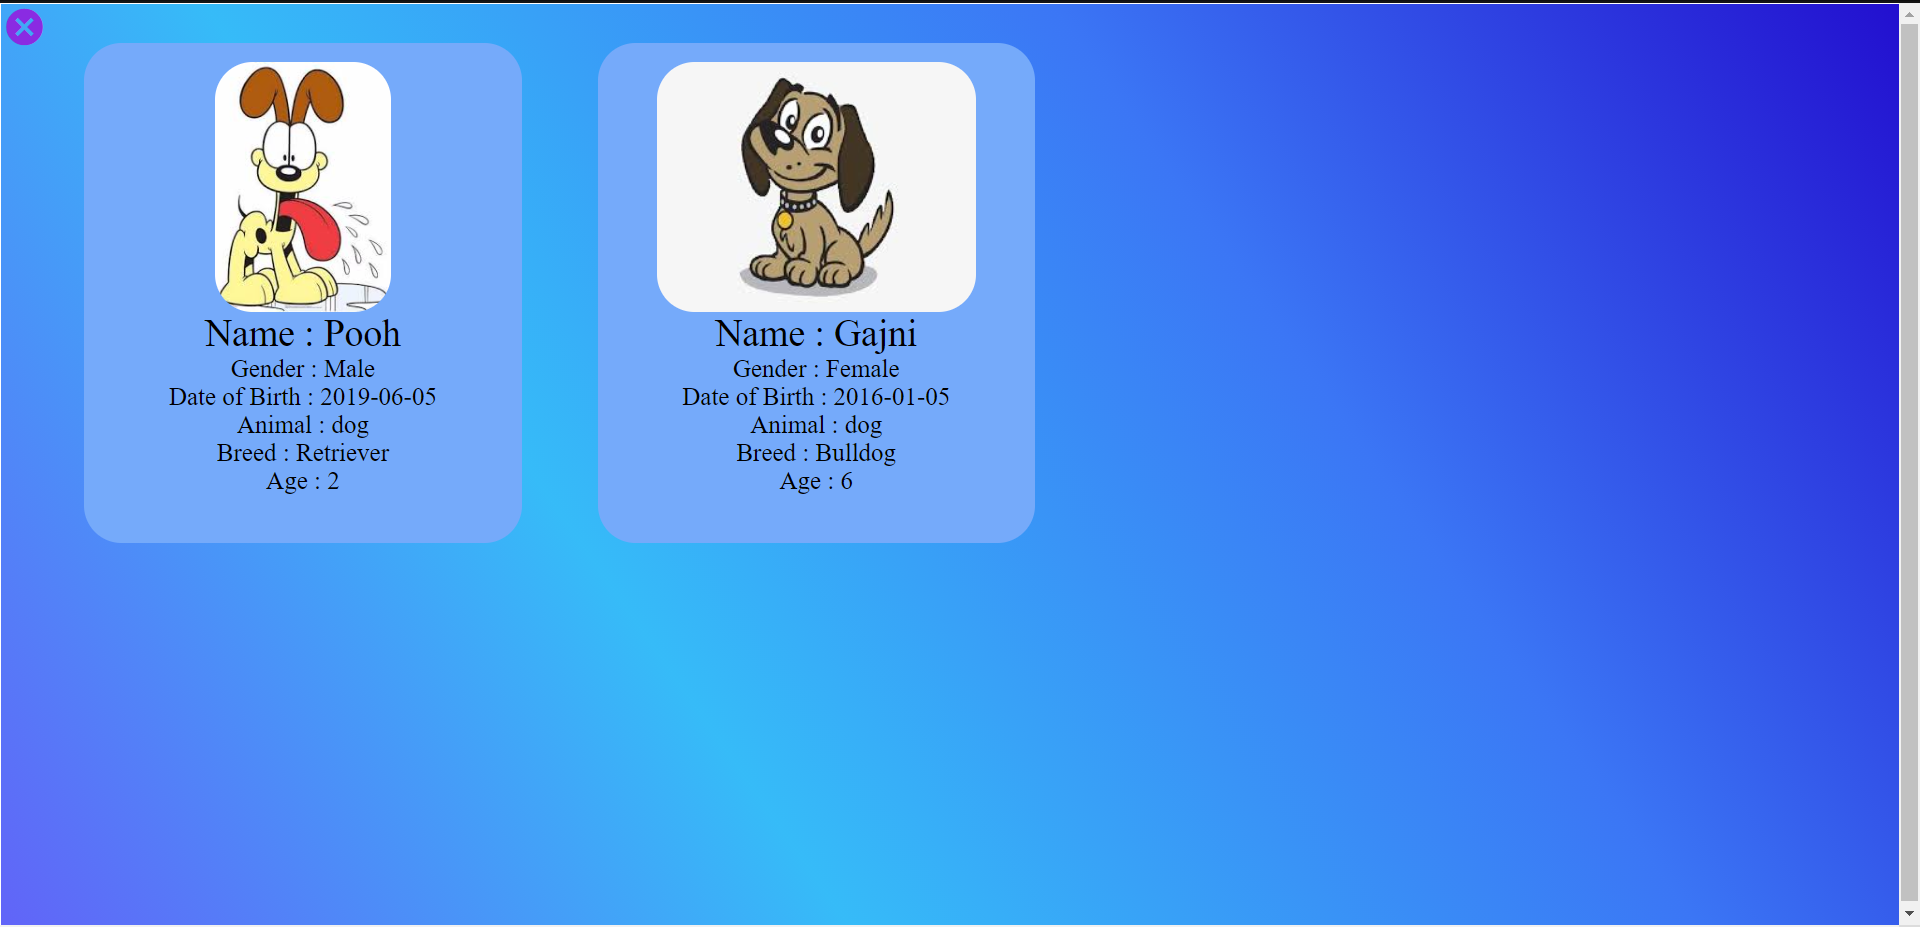 Name : Pooh
Gender : Male
Date of Birth : 2019-06-05
Animal : dog
Breed : Retriever
Age : 2
Name : Gajni
Gender : Female
Date of Birth : 2016-01-05
Animal : dog
Breed : Bulldog
Age : 6